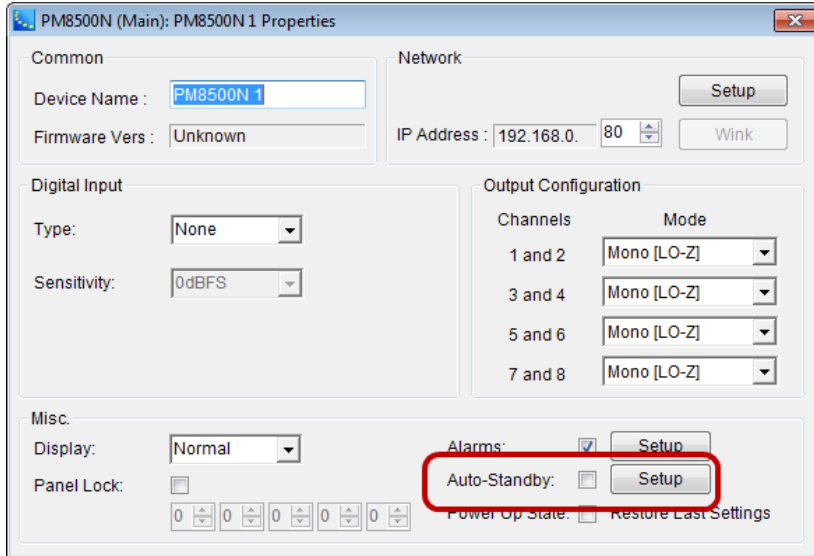 PM8500N (Main): PM8500N 1 Properties
Common
Device Name :
PM8500N 1
Firmware Vers :
Unknown
Network
Setup
IP Address :
192.168.0.
80
Wink
Digital Input
Type:
None
Sensitivity:
0dBFS
Output Configuration
Channels Mode
1 and 2 Mono [LO-Z]
3 and 4 Mono [LO-Z]
5 and 6 Mono [LO-Z]
7 and 8 Mono [LO-Z]
Misc.
Display:
Normal
Panel Lock:
0 0 0 0 0
Alarms: Setup
Auto-Standby: Setup
Power Up State: Restore Last Settings